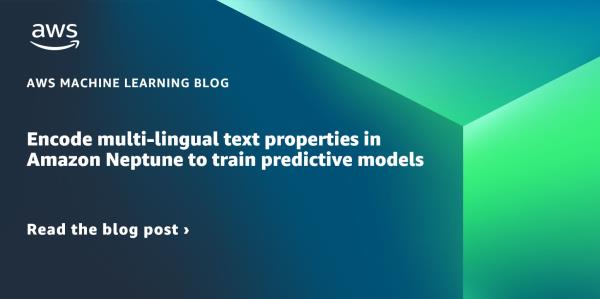 aws
AWS MACHINE LEARNING BLOG
Encode multi-lingual text properties in
Amazon Neptune to train predictive models
Read the blog post ›